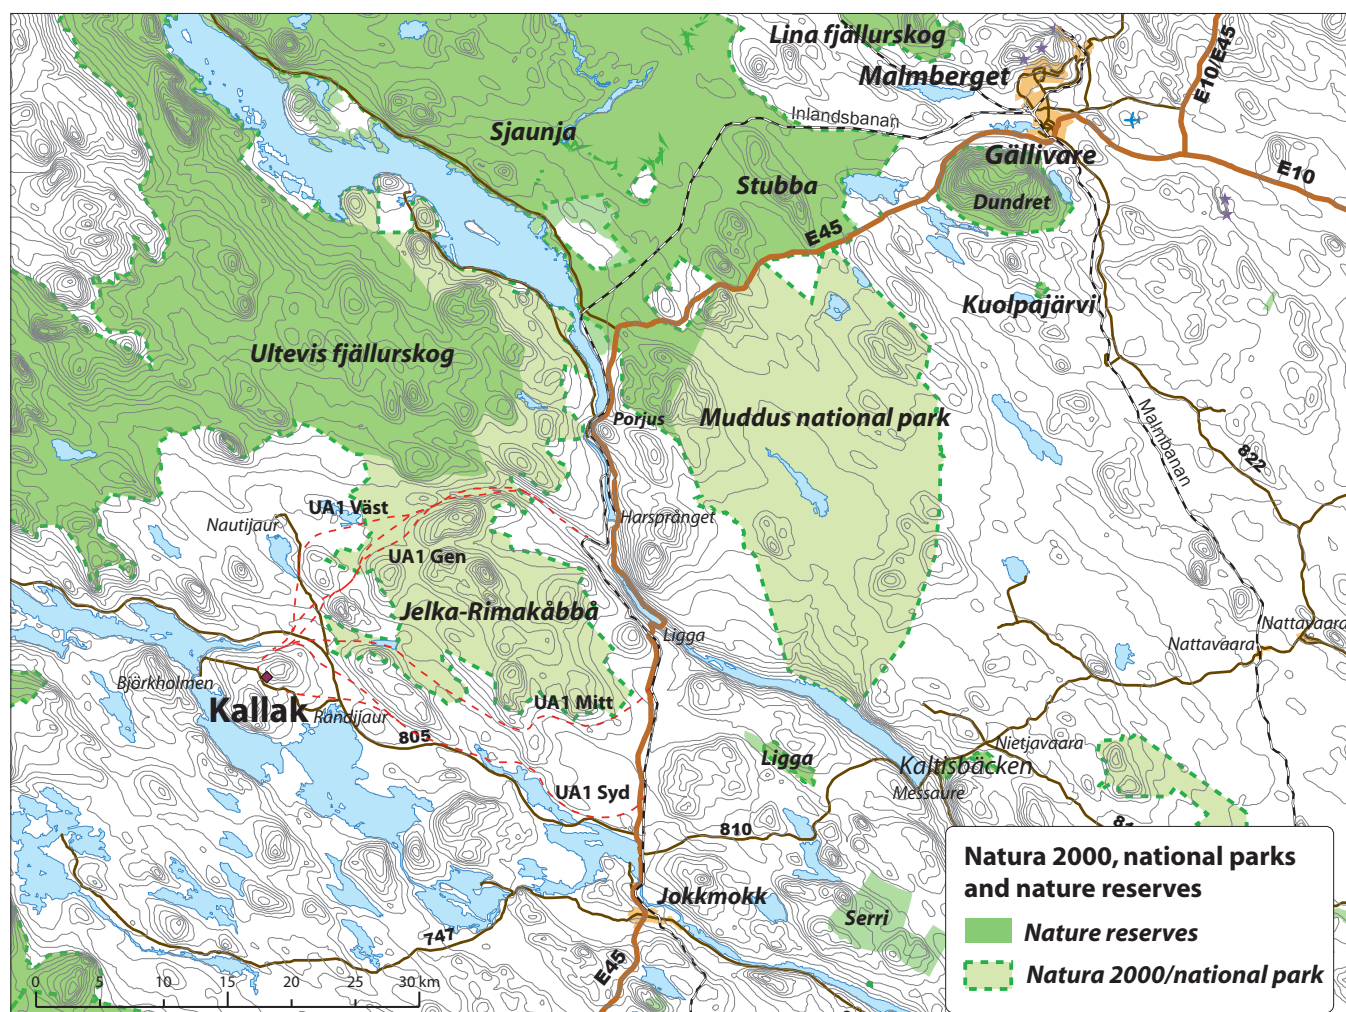 Lina fjällurskog
Malmberget
E10/E45
Inlandsbanan
Sjaunja
Gällivare
Stubba
E10
Dundret
E45
Kuolpajärvi
Ultevis fjällurskog
Muddus national park
Porjus
Malmbanan
822
UA1 Väst
Nautijaur
Harsprånget
UA1 Gen
Jelka-Rimakåbbå
Ligga
Nattavaara
Nattavaara
Björkholmen
Kallak
Randijaur
UA1 Mitt
805
Nietjavaara
Ligga
Kaltisbäcken
Messaure
UA1 Syd
810
Jokkmokk
Serri
747
E45
0 5 10 15 20 25 30 km
Natura 2000, national parks
and nature reserves
Nature reserves
Natura 2000/national park